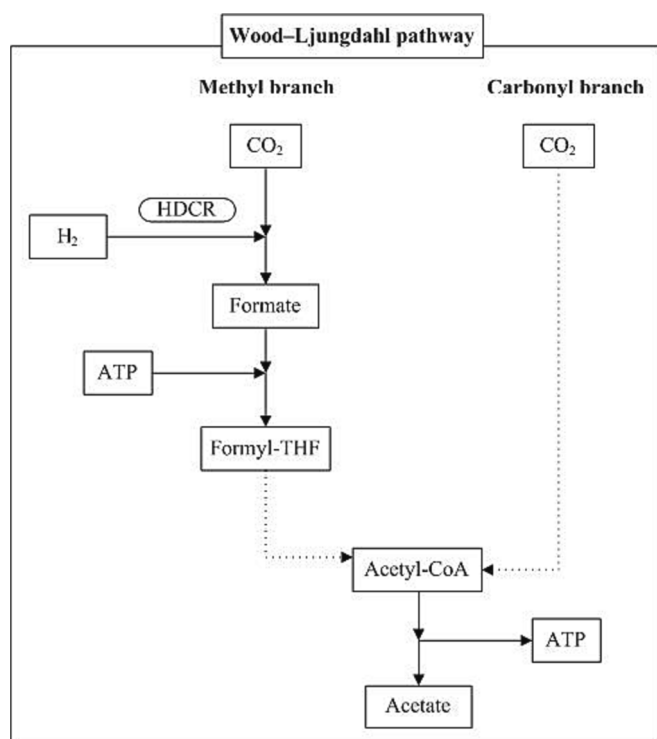 Wood–Ljungdahl pathway
Methyl branch
Carbonyl branch
CO₂
CO₂
HDCR
H₂
Formate
ATP
Formyl-THF
Acetyl-CoA
ATP
Acetate